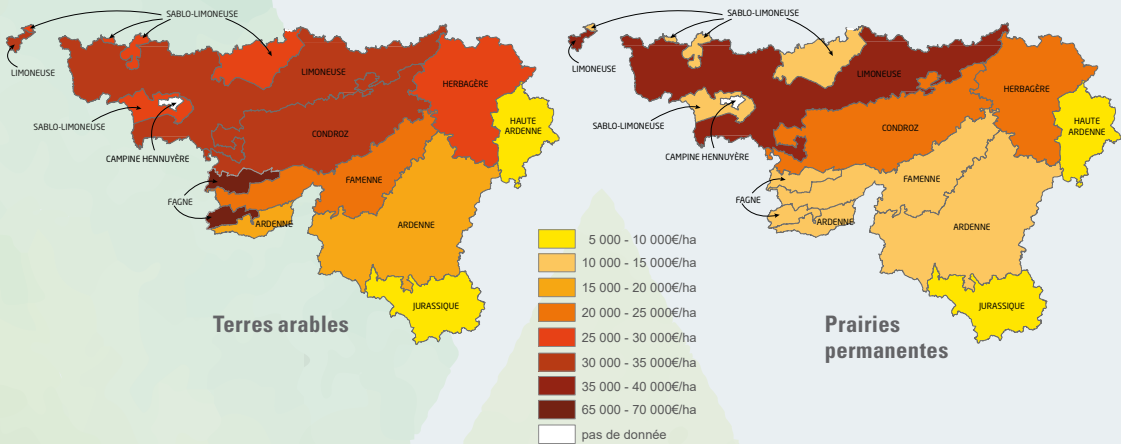 SABLO-LIMONEUSE
LIMONEUSE
LIMONEUSE
HERBAGÈRE
SABLO-LIMONEUSE
HAUTE
ARDENNE
CONDROZ
CAMPINE HENNUYÈRE
FAMENNE
FAGNE
ARDENNE
ARDENNE
JURASSIQUE
Terres arables
5 000 - 10 000€/ha
10 000 - 15 000€/ha
15 000 - 20 000€/ha
20 000 - 25 000€/ha
25 000 - 30 000€/ha
30 000 - 35 000€/ha
35 000 - 40 000€/ha
65 000 - 70 000€/ha
pas de donnée
SABLO-LIMONEUSE
LIMONEUSE
LIMONEUSE
HERBAGÈRE
SABLO-LIMONEUSE
HAUTE
ARDENNE
CONDROZ
CAMPINE HENNUYÈRE
FAMENNE
FAGNE
ARDENNE
ARDENNE
JURASSIQUE
Prairies
permanentes